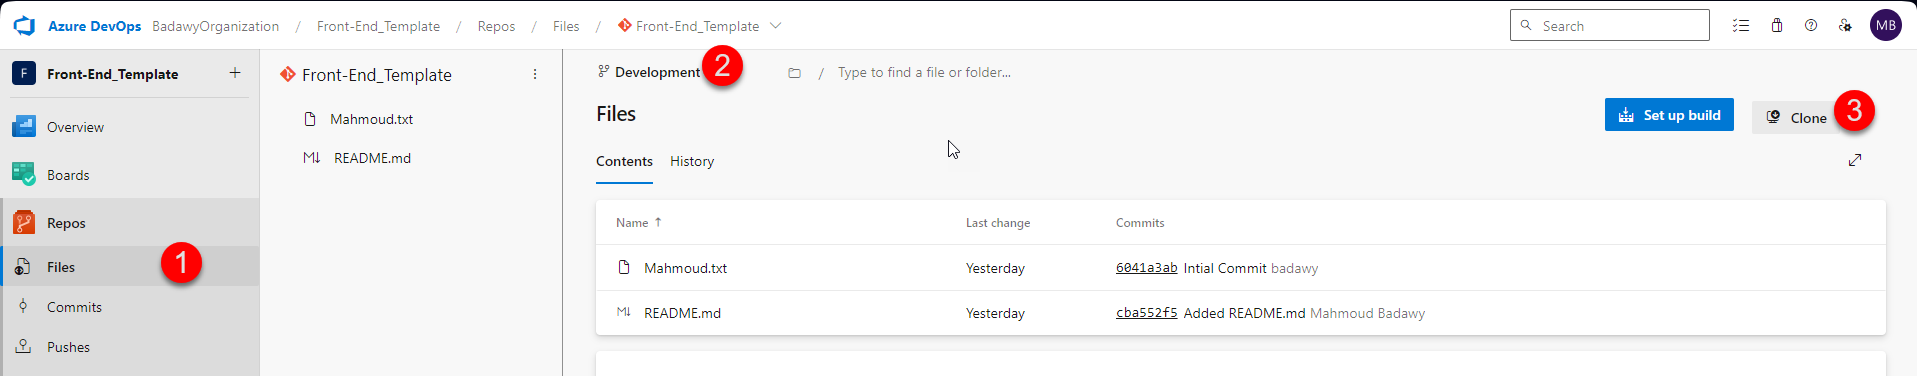 Azure DevOps BadawyOrganization / Front-End_Template / Repos / Files / Front-End_Template Search MB
F Front-End_Template +
Overview
Boards
Repos
Files 1
Commits
Pushes
Front-End_Template
Mahmoud.txt
M↓ README.md
Development 2 / Type to find a file or folder...
Files
Set up build Clone 3
Contents History
Name ↑ Last change Commits
Mahmoud.txt Yesterday 6041a3ab Intial Commit badawy
M↓ README.md Yesterday cba552f5 Added README.md Mahmoud Badawy